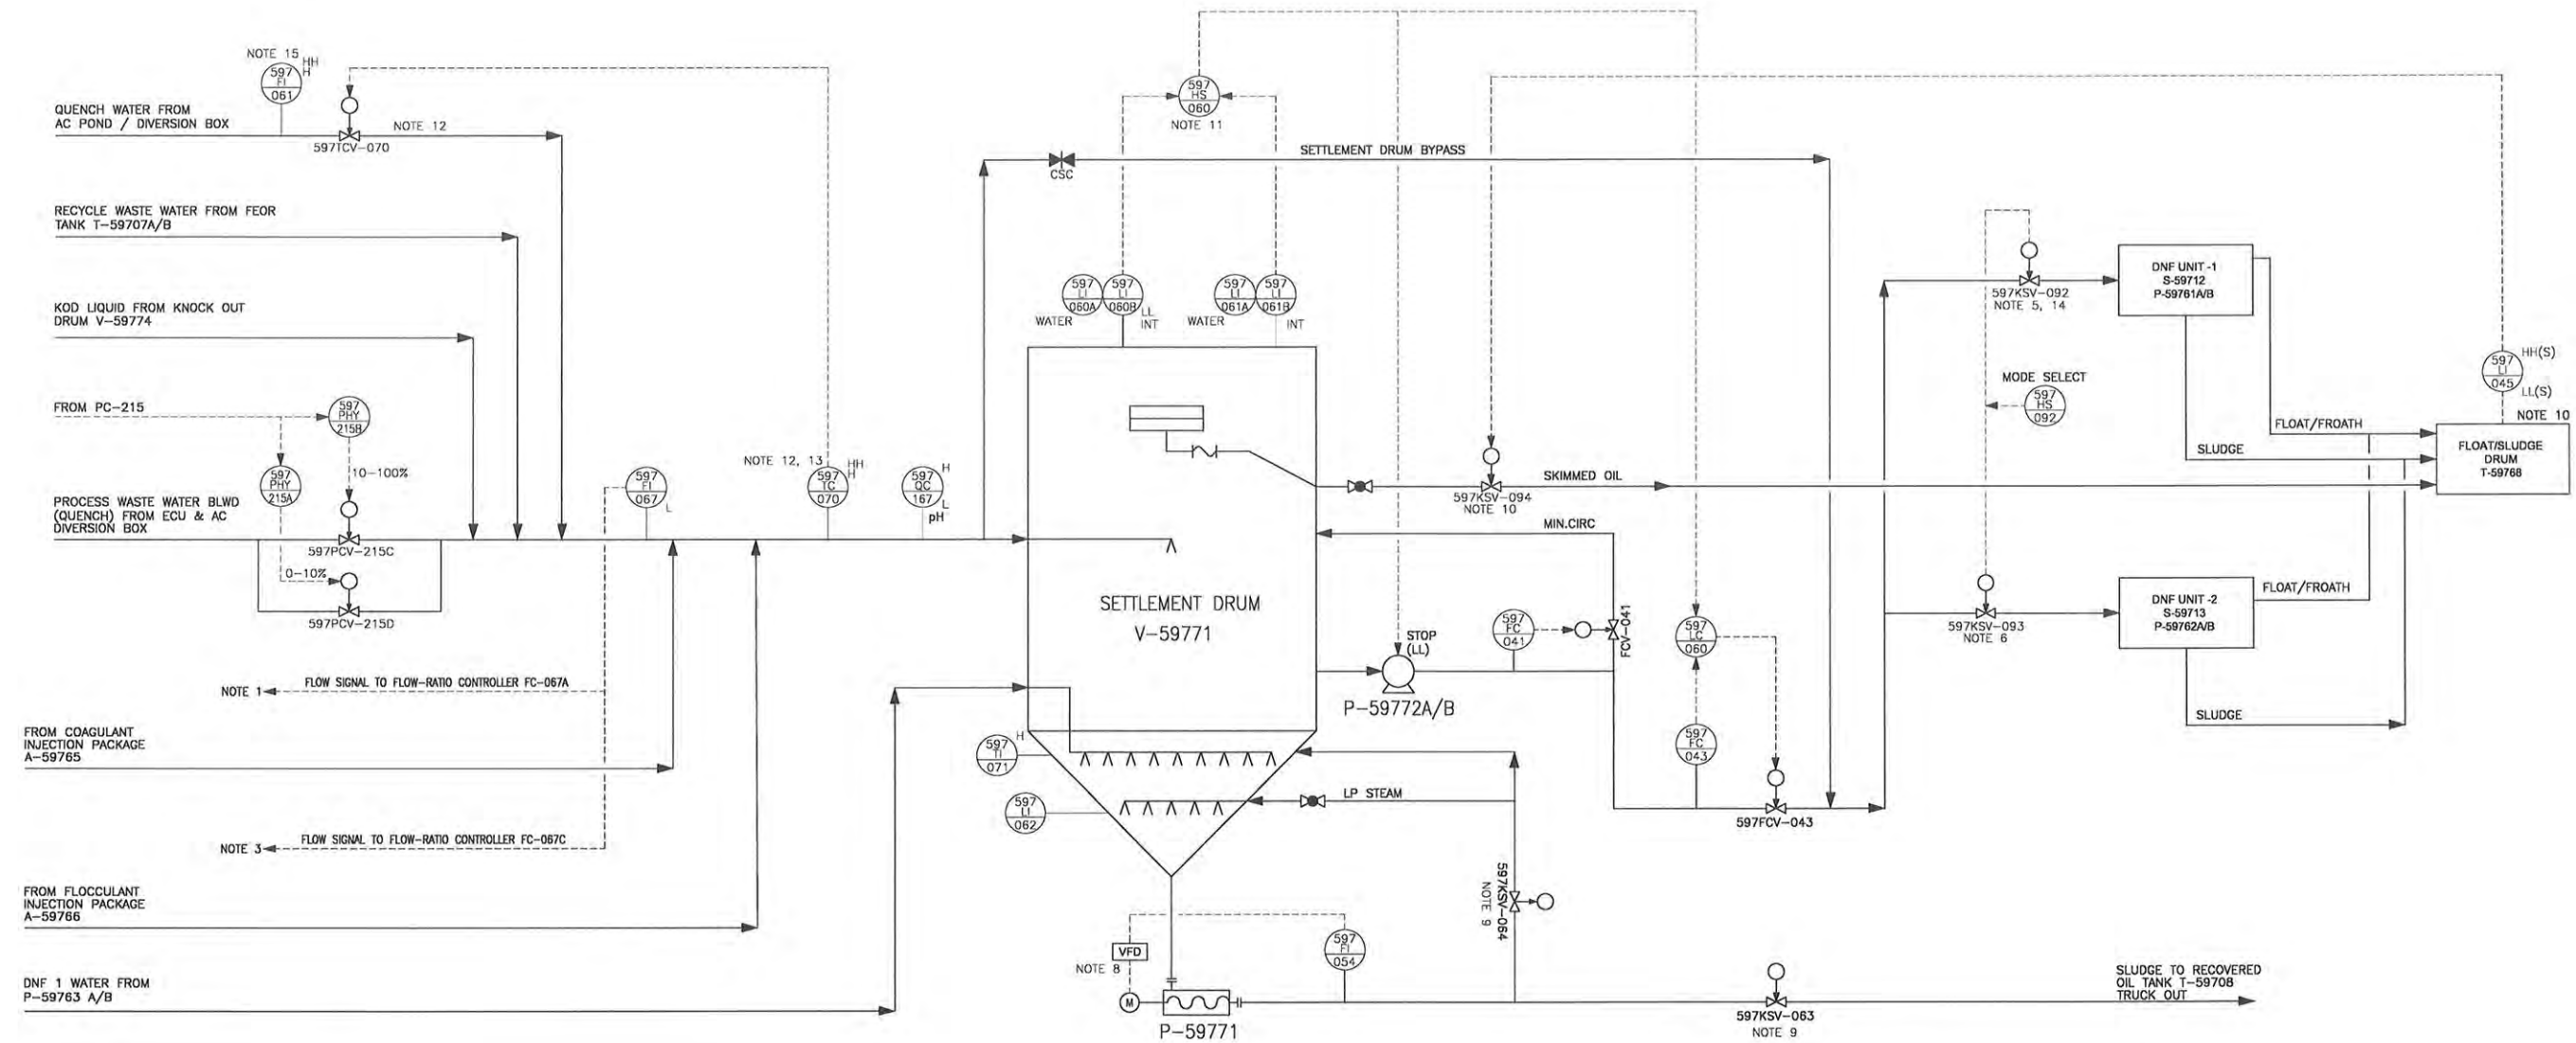 NOTE 15
597
FI
061
HH
H
QUENCH WATER FROM
AC POND / DIVERSION BOX
NOTE 12
597TCV-070
RECYCLE WASTE WATER FROM FEOR
TANK T-59707A/B
KOD LIQUID FROM KNOCK OUT
DRUM V-59774
FROM PC-215
597
PHY
215B
597
PHY
215A
10-100%
PROCESS WASTE WATER BLWD
(QUENCH) FROM ECU & AC
DIVERSION BOX
597PCV-215C
0-10%
597PCV-215D
597
FI
067
L
NOTE 12, 13
597
TC
070
HH
H
597
QC
167
H
L
pH
NOTE 1
FLOW SIGNAL TO FLOW-RATIO CONTROLLER FC-067A
FROM COAGULANT
INJECTION PACKAGE
A-59765
NOTE 3
FLOW SIGNAL TO FLOW-RATIO CONTROLLER FC-067C
FROM FLOCCULANT
INJECTION PACKAGE
A-59766
DNF 1 WATER FROM
P-59763 A/B
597
HS
060
NOTE 11
CSC
SETTLEMENT DRUM BYPASS
597
LI
060A
597
LI
060B
WATER
LL
INT
597
LI
061A
597
LI
061B
WATER
INT
SETTLEMENT DRUM
V-59771
597KSV-094
NOTE 10
SKIMMED OIL
MIN.CIRC
STOP
(LL)
P-59772A/B
597
FC
041
FCV-041
597
LC
060
597
FC
043
597FCV-043
597
TI
071
H
597
LI
062
LP STEAM
597KSV-064
NOTE 9
VFD
NOTE 8
M
P-59771
597
FI
054
597KSV-063
NOTE 9
SLUDGE TO RECOVERED
OIL TANK T-59708
TRUCK OUT
597KSV-092
NOTE 5, 14
MODE SELECT
597
HS
092
597KSV-093
NOTE 6
DNF UNIT -1
S-59712
P-59761A/B
DNF UNIT -2
S-59713
P-59762A/B
FLOAT/FROATH
SLUDGE
FLOAT/FROATH
SLUDGE
597
LI
045
HH(S)
LL(S)
NOTE 10
FLOAT/SLUDGE
DRUM
T-59768